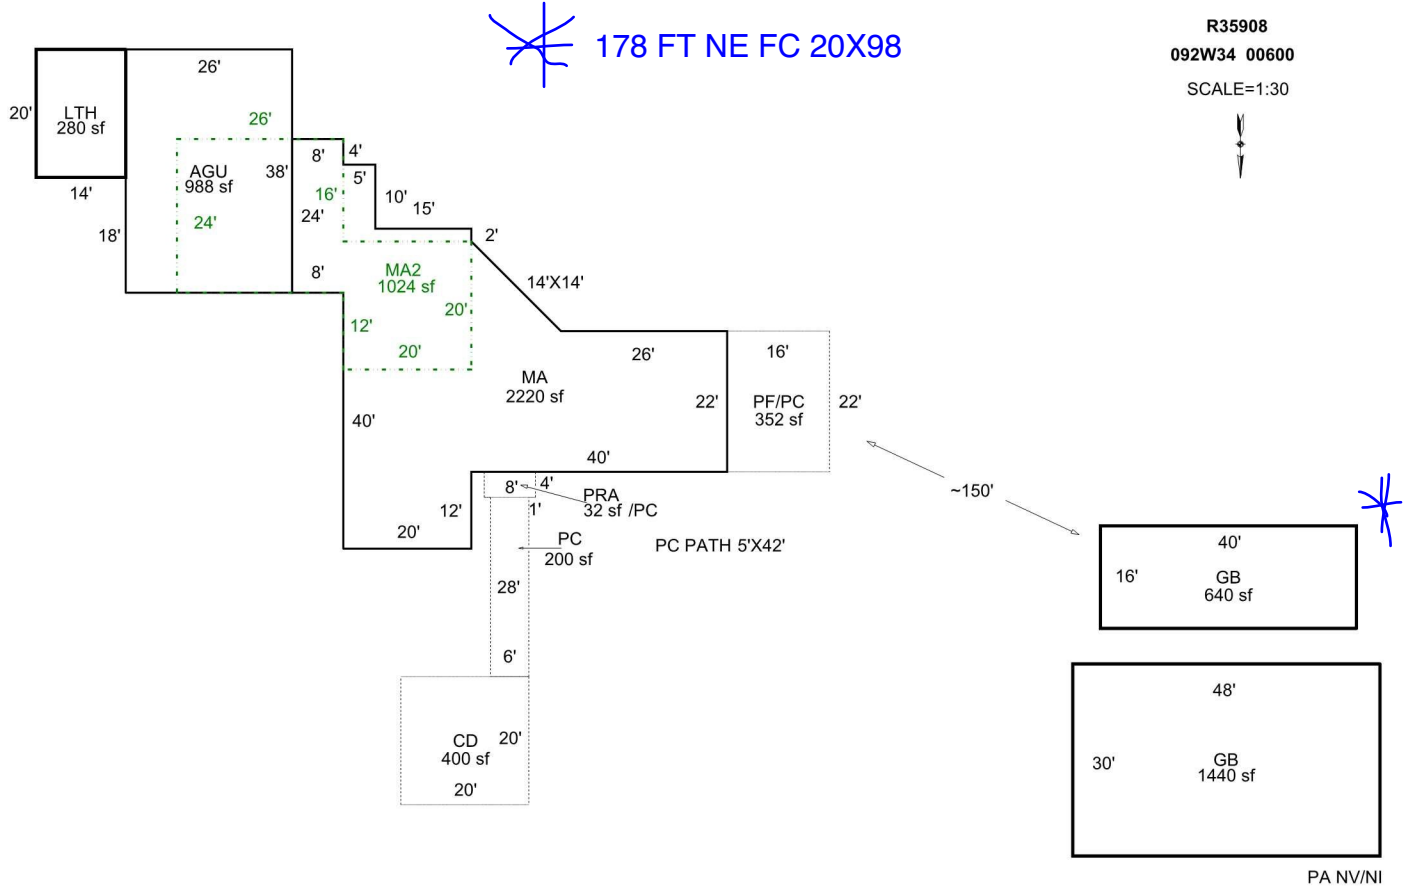 178 FT NE FC 20X98
R35908
092W34 00600
SCALE=1:30
26'
20'
LTH
280 sf
26'
8'
4'
AGU
988 sf
38'
5'
14'
16'
10'
24'
24'
15'
18'
2'
8'
MA2
1024 sf
14'X14'
12'
20'
20'
26'
16'
MA
2220 sf
22'
PF/PC
352 sf
22'
40'
40'
~150'
8'
4'
PRA
32 sf /PC
12'
1'
20'
PC
200 sf
PC PATH 5'X42'
40'
16'
GB
640 sf
28'
6'
48'
CD
400 sf
20'
20'
30'
GB
1440 sf
PA NV/NI